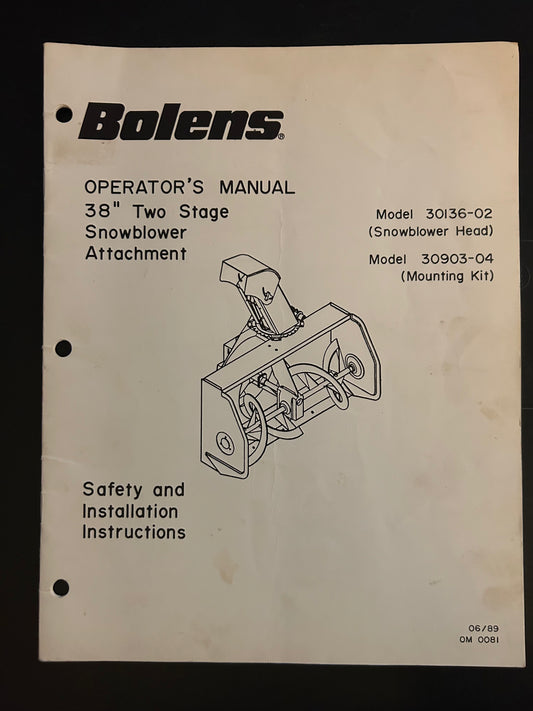 Bolens®
OPERATOR'S MANUAL
38" Two Stage
Snowblower
Attachment
Model 30136-02
(Snowblower Head)
Model 30903-04
(Mounting Kit)
Safety and
Installation
Instructions
06/89
OM 0081